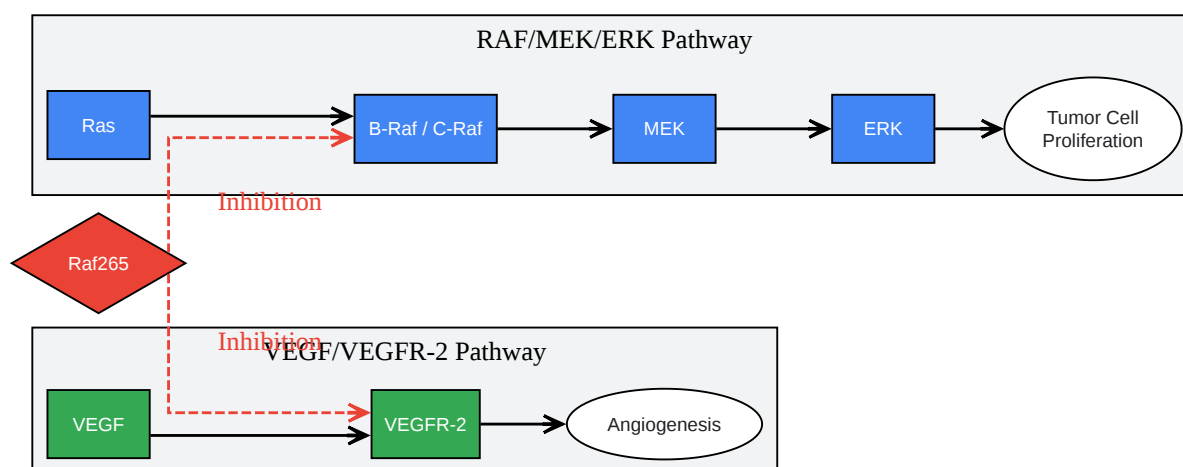 RAF/MEK/ERK Pathway
Ras
B-Raf / C-Raf
MEK
ERK
Tumor Cell
Proliferation
Inhibition
Raf265
Inhibition
VEGF/VEGFR-2 Pathway
VEGF
VEGFR-2
Angiogenesis